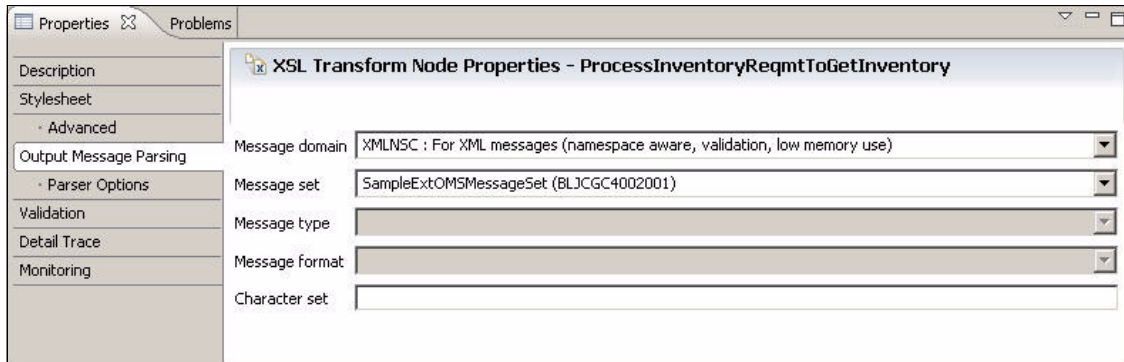 Properties Problems
XSL Transform Node Properties - ProcessInventoryReqmtToGetInventory
Description
Stylesheet
· Advanced
Output Message Parsing
· Parser Options
Validation
Detail Trace
Monitoring
Message domain XMLNSC : For XML messages (namespace aware, validation, low memory use)
Message set SampleExtOMSMessageSet (BLJCGC4002001)
Message type
Message format
Character set